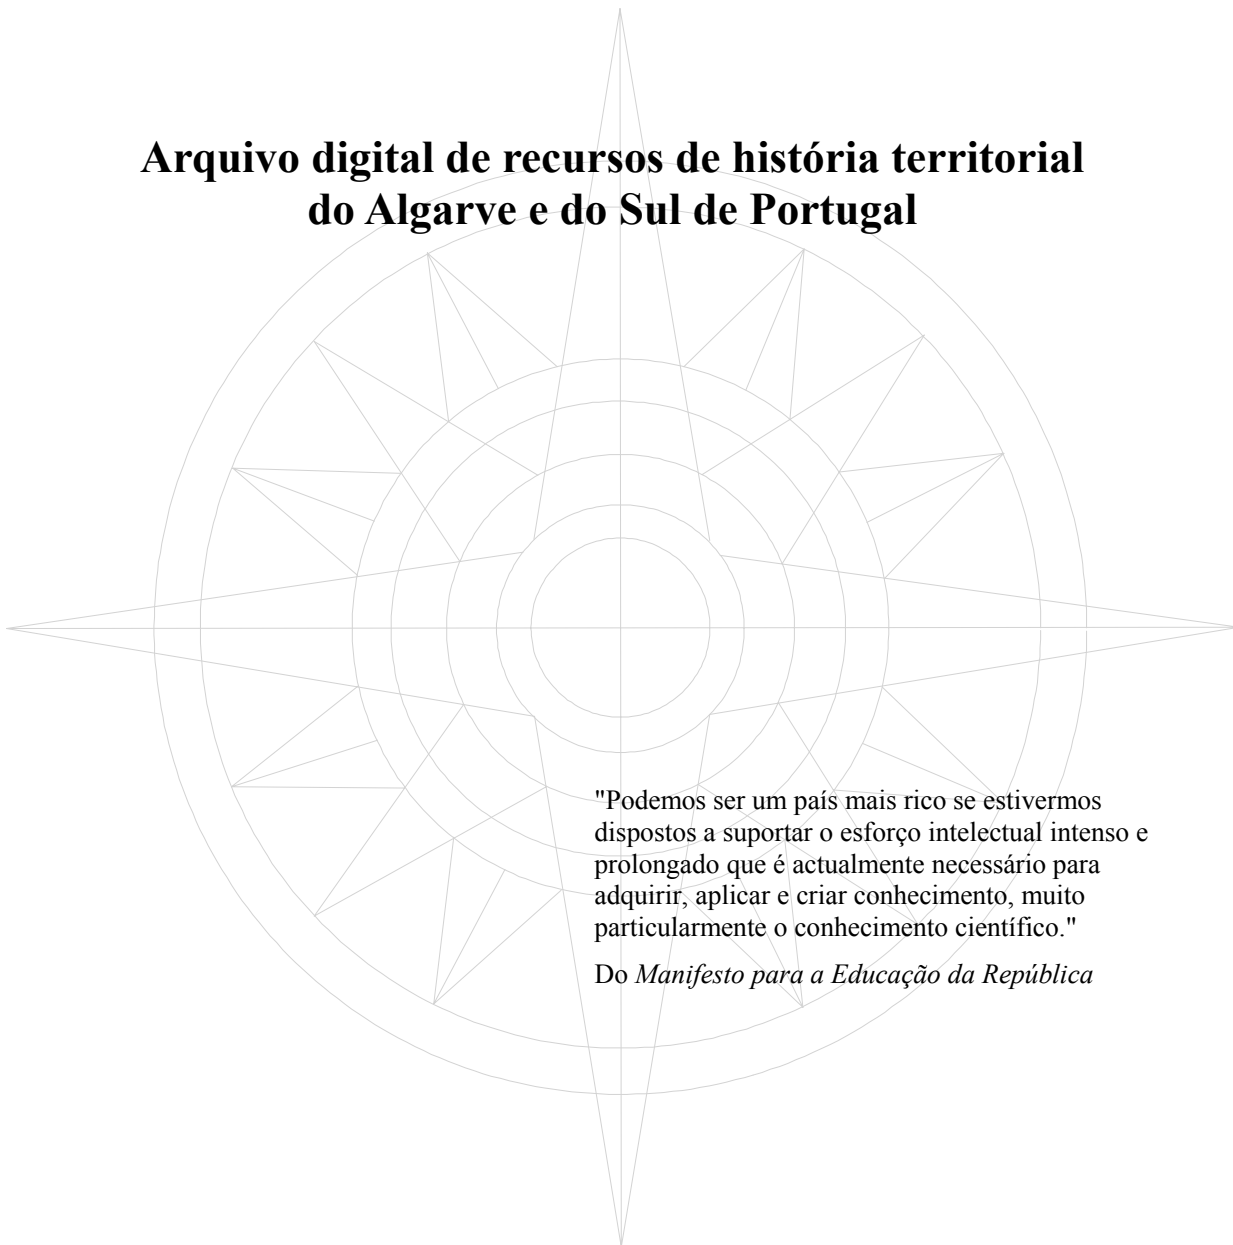 Arquivo digital de recursos de história territorial
do Algarve e do Sul de Portugal
"Podemos ser um país mais rico se estivermos
dispostos a suportar o esforço intelectual intenso e
prolongado que é actualmente necessário para
adquirir, aplicar e criar conhecimento, muito
particularmente o conhecimento científico."
Do Manifesto para a Educação da República